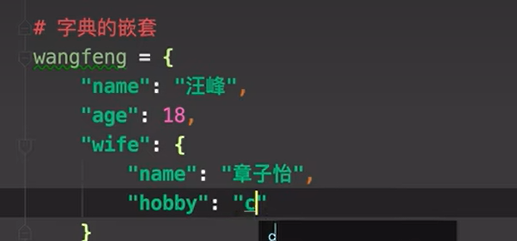 # 字典的嵌套
wangfeng = {
"name": "汪峰",
"age": 18,
"wife": {
"name": "章子怡",
"hobby": "c"
}
c